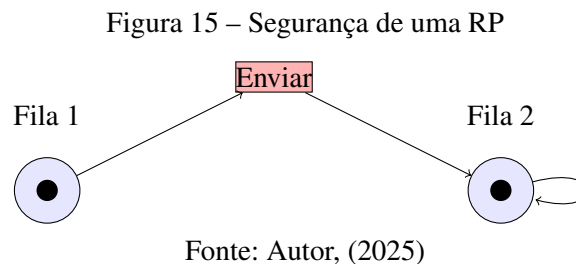 Figura 15 – Segurança de uma RP
Enviar
Fila 1
Fila 2
Fonte: Autor, (2025)